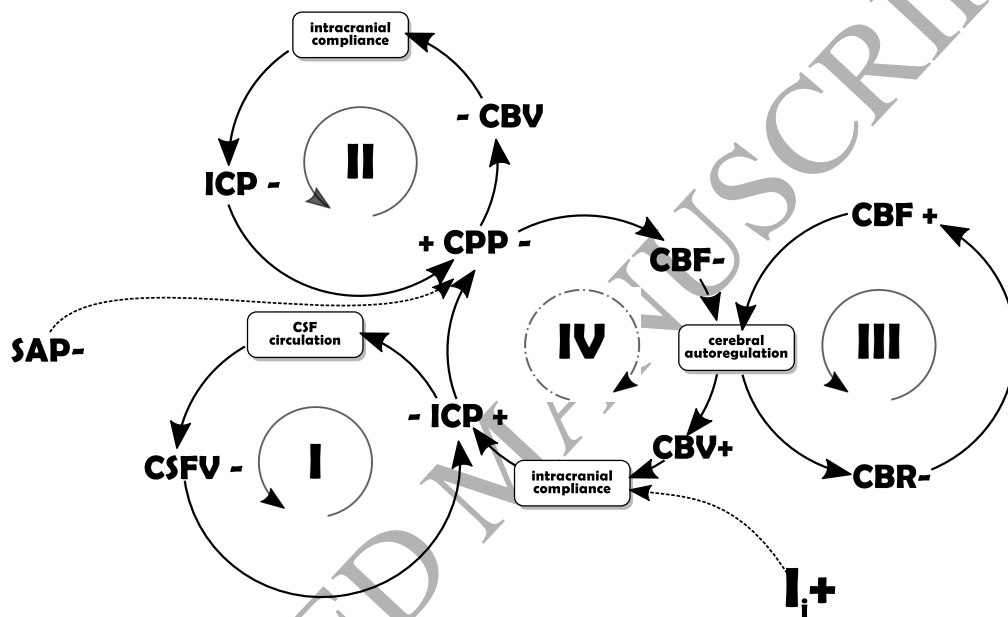 intracranial
compliance
- CBV
II
ICP -
+ CPP -
CBF +
CBF-
SAP-
CSF
circulation
IV
cerebral
autoregulation
III
- ICP +
CSFV -
I
CBV+
intracranial
compliance
CBR-
Ii+